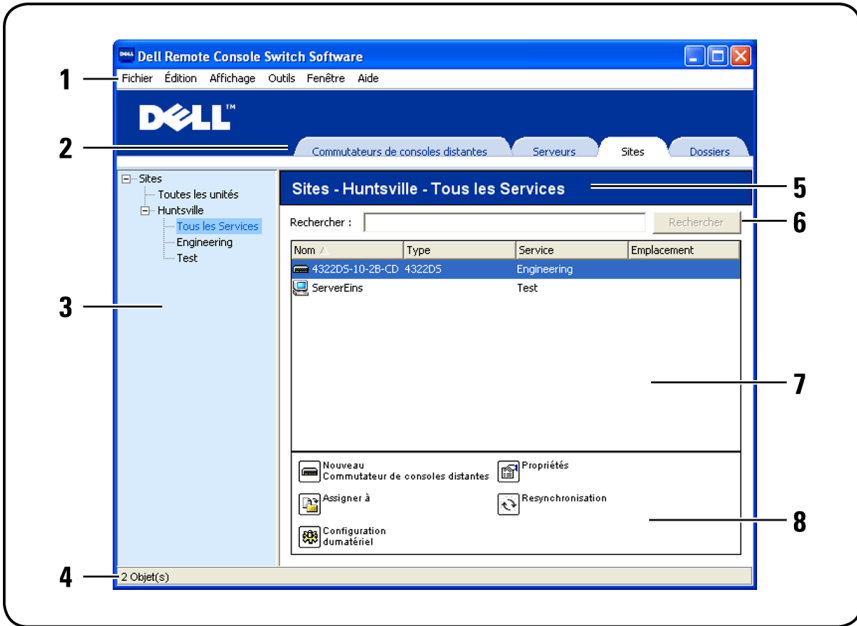 Dell Remote Console Switch Software
1
Fichier Édition Affichage Outils Fenêtre Aide
DELL™
2
Commutateurs de consoles distantes Serveurs Sites Dossiers
Sites
Toutes les unités
Huntsville
Tous les Services
Engineering
Test
3
Sites - Huntsville - Tous les Services
5
Rechercher : Rechercher
6
Nom Type Service Emplacement
4322DS-10-2B-CD 4322DS Engineering
ServerEins Test
7
Nouveau
Commutateur de consoles distantes
Propriétés
Assigner à
Resynchronisation
8
Configuration
dumatériel
4
2 Objet(s)